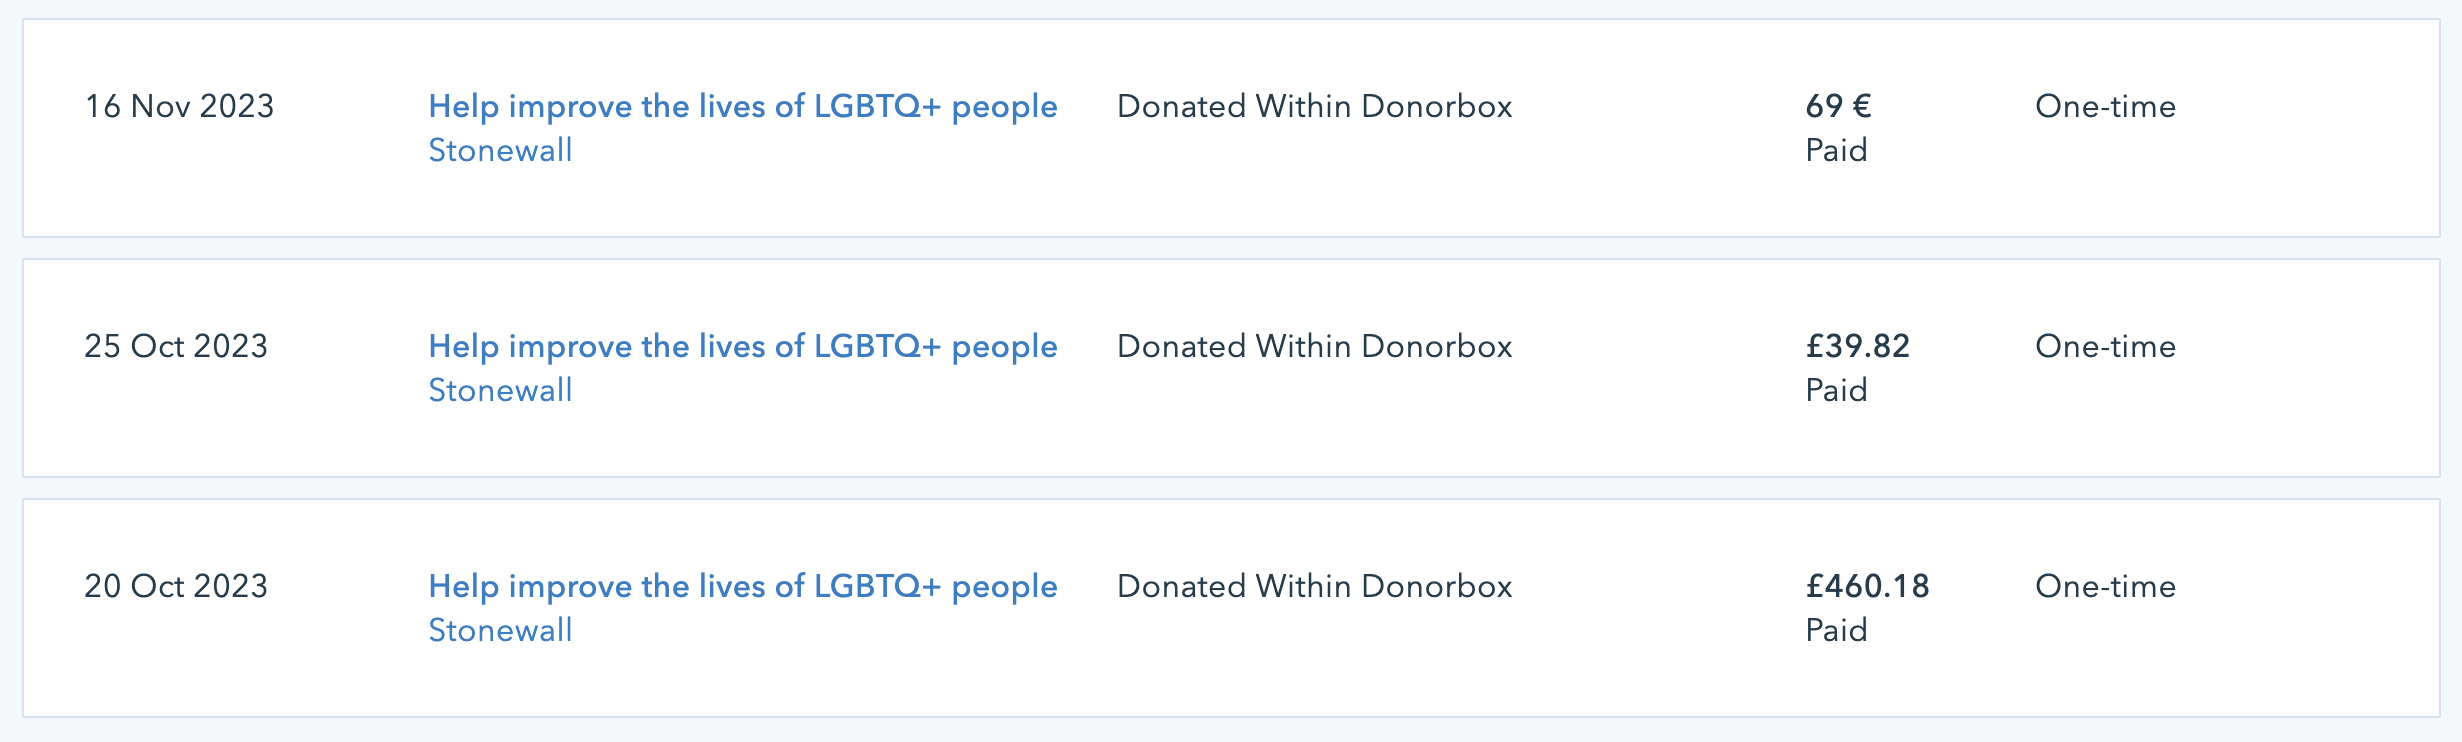 16 Nov 2023 Help improve the lives of LGBTQ+ people Donated Within Donorbox 69 € One-time
Stonewall Paid
25 Oct 2023 Help improve the lives of LGBTQ+ people Donated Within Donorbox £39.82 One-time
Stonewall Paid
20 Oct 2023 Help improve the lives of LGBTQ+ people Donated Within Donorbox £460.18 One-time
Stonewall Paid